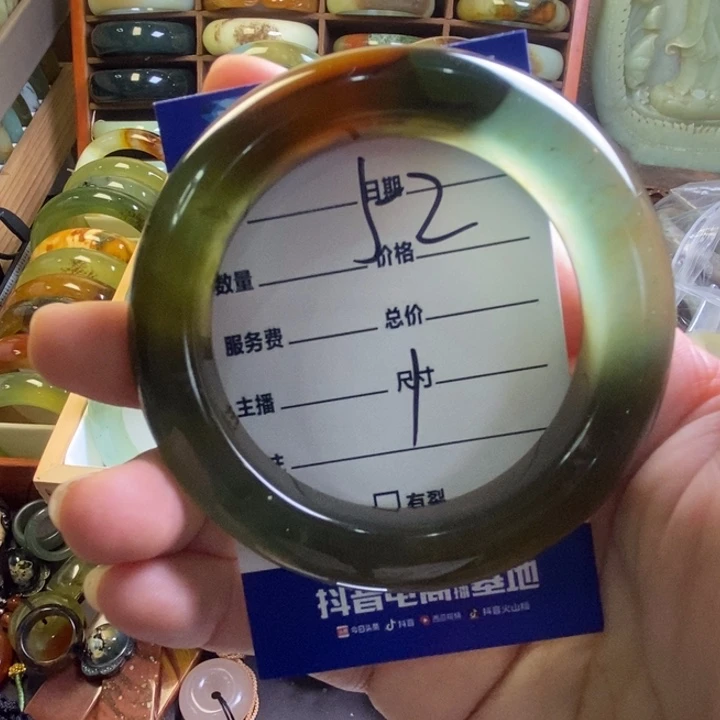 日期
52
数量 价格
服务费 总价
主播 尺寸
1
□ 有裂
抖音电商直播基地
今日头条 抖音 西瓜视频 抖音火山版